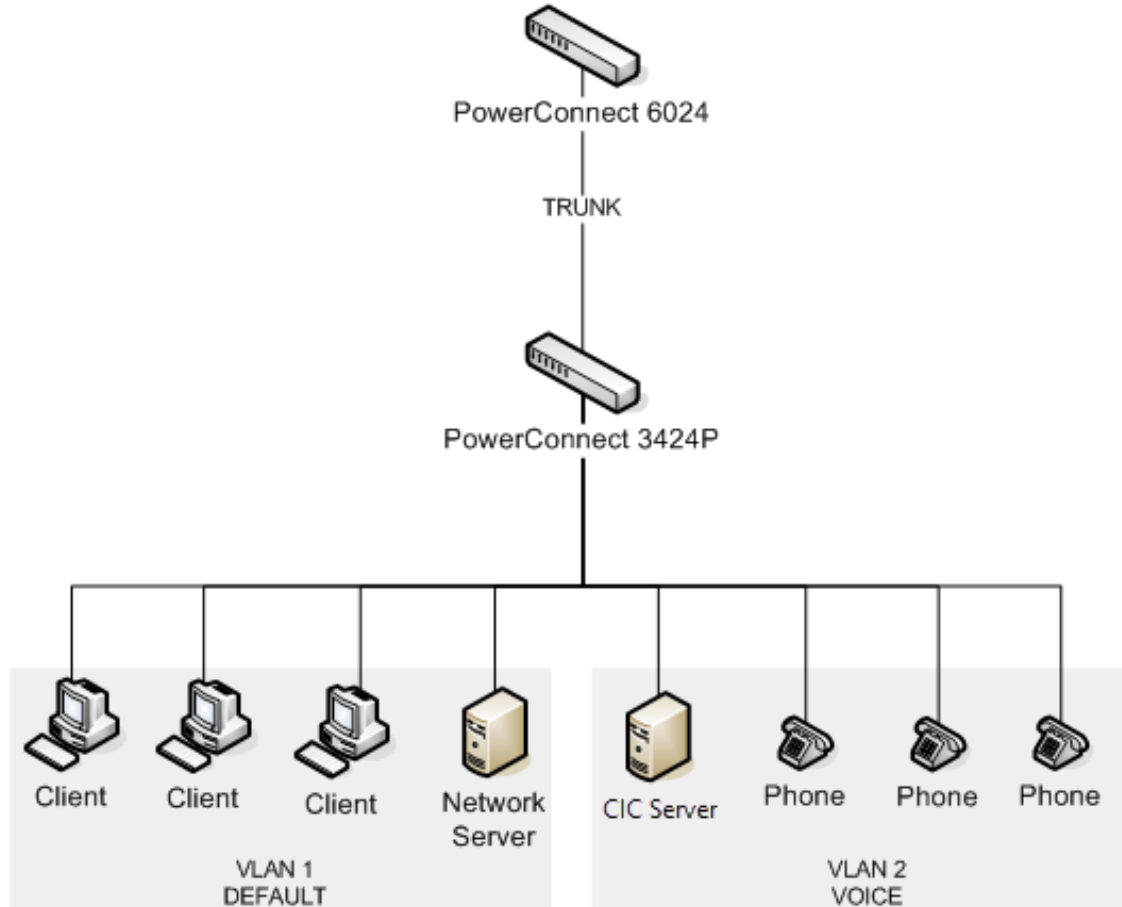 PowerConnect 6024
TRUNK
PowerConnect 3424P
Client
Client
Client
Network
Server
CIC Server
Phone
Phone
Phone
VLAN 1
DEFAULT
VLAN 2
VOICE